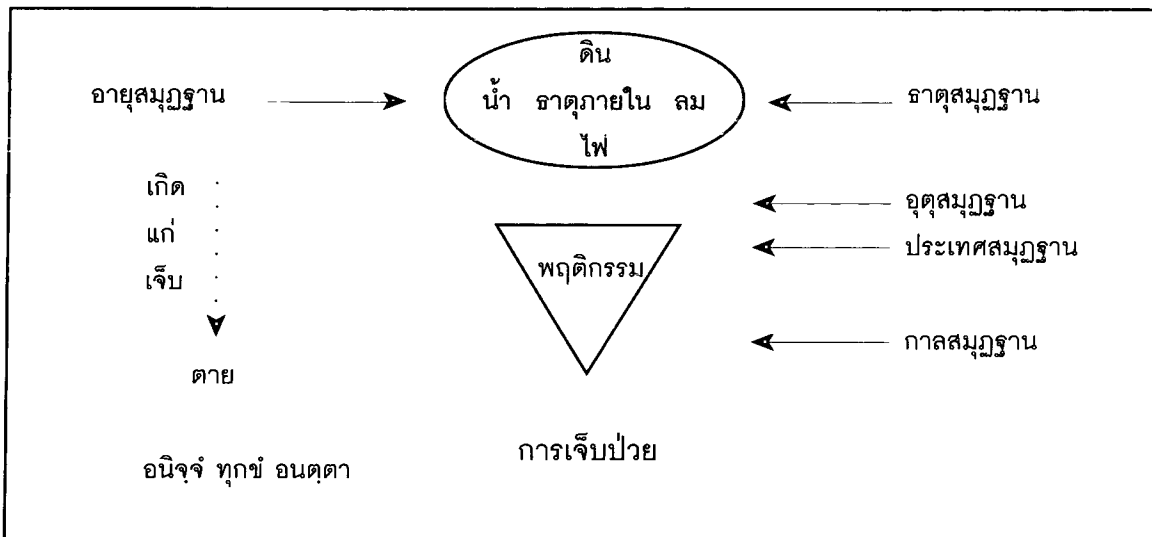 ดิน
อายุสมุฏฐาน น้ำ ธาตุภายใน ลม ธาตุสมุฏฐาน
ไฟ
เกิด อุตุสมุฏฐาน
แก่ ประเทศสมุฏฐาน
พฤติกรรม
เจ็บ
กาลสมุฏฐาน
ตาย
การเจ็บป่วย
อนิจฺจํ ทุกขํ อนตฺตา